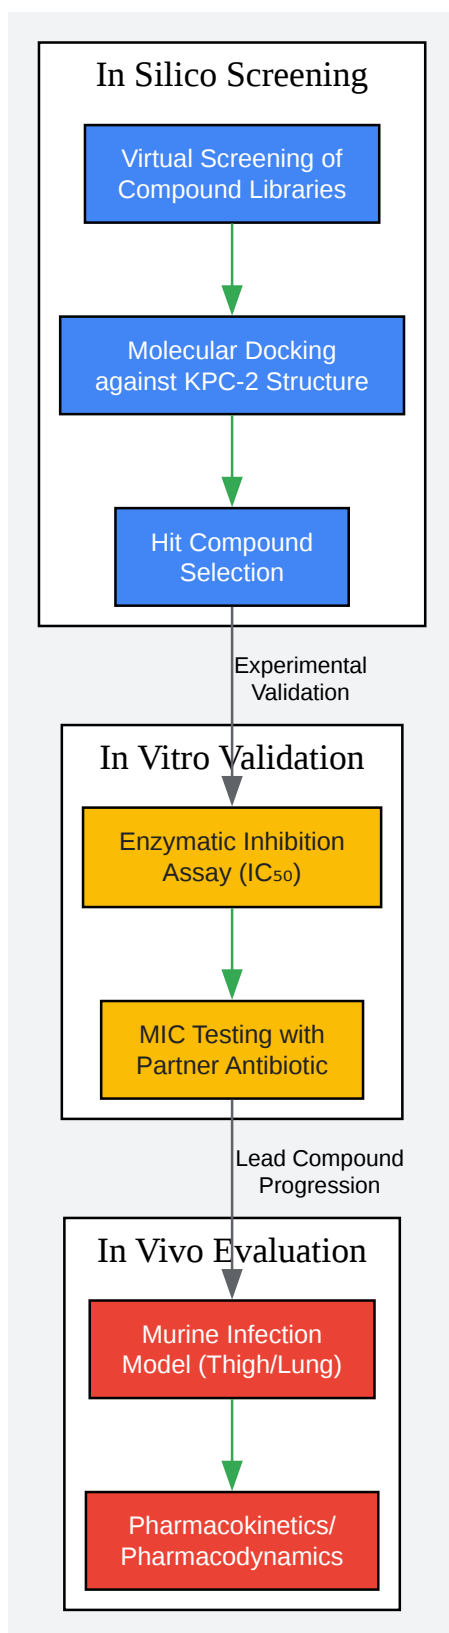 In Silico Screening
Virtual Screening of
Compound Libraries
Molecular Docking
against KPC-2 Structure
Hit Compound
Selection
Experimental
Validation
In Vitro Validation
Enzymatic Inhibition
Assay (IC₅₀)
MIC Testing with
Partner Antibiotic
Lead Compound
Progression
In Vivo Evaluation
Murine Infection
Model (Thigh/Lung)
Pharmacokinetics/
Pharmacodynamics